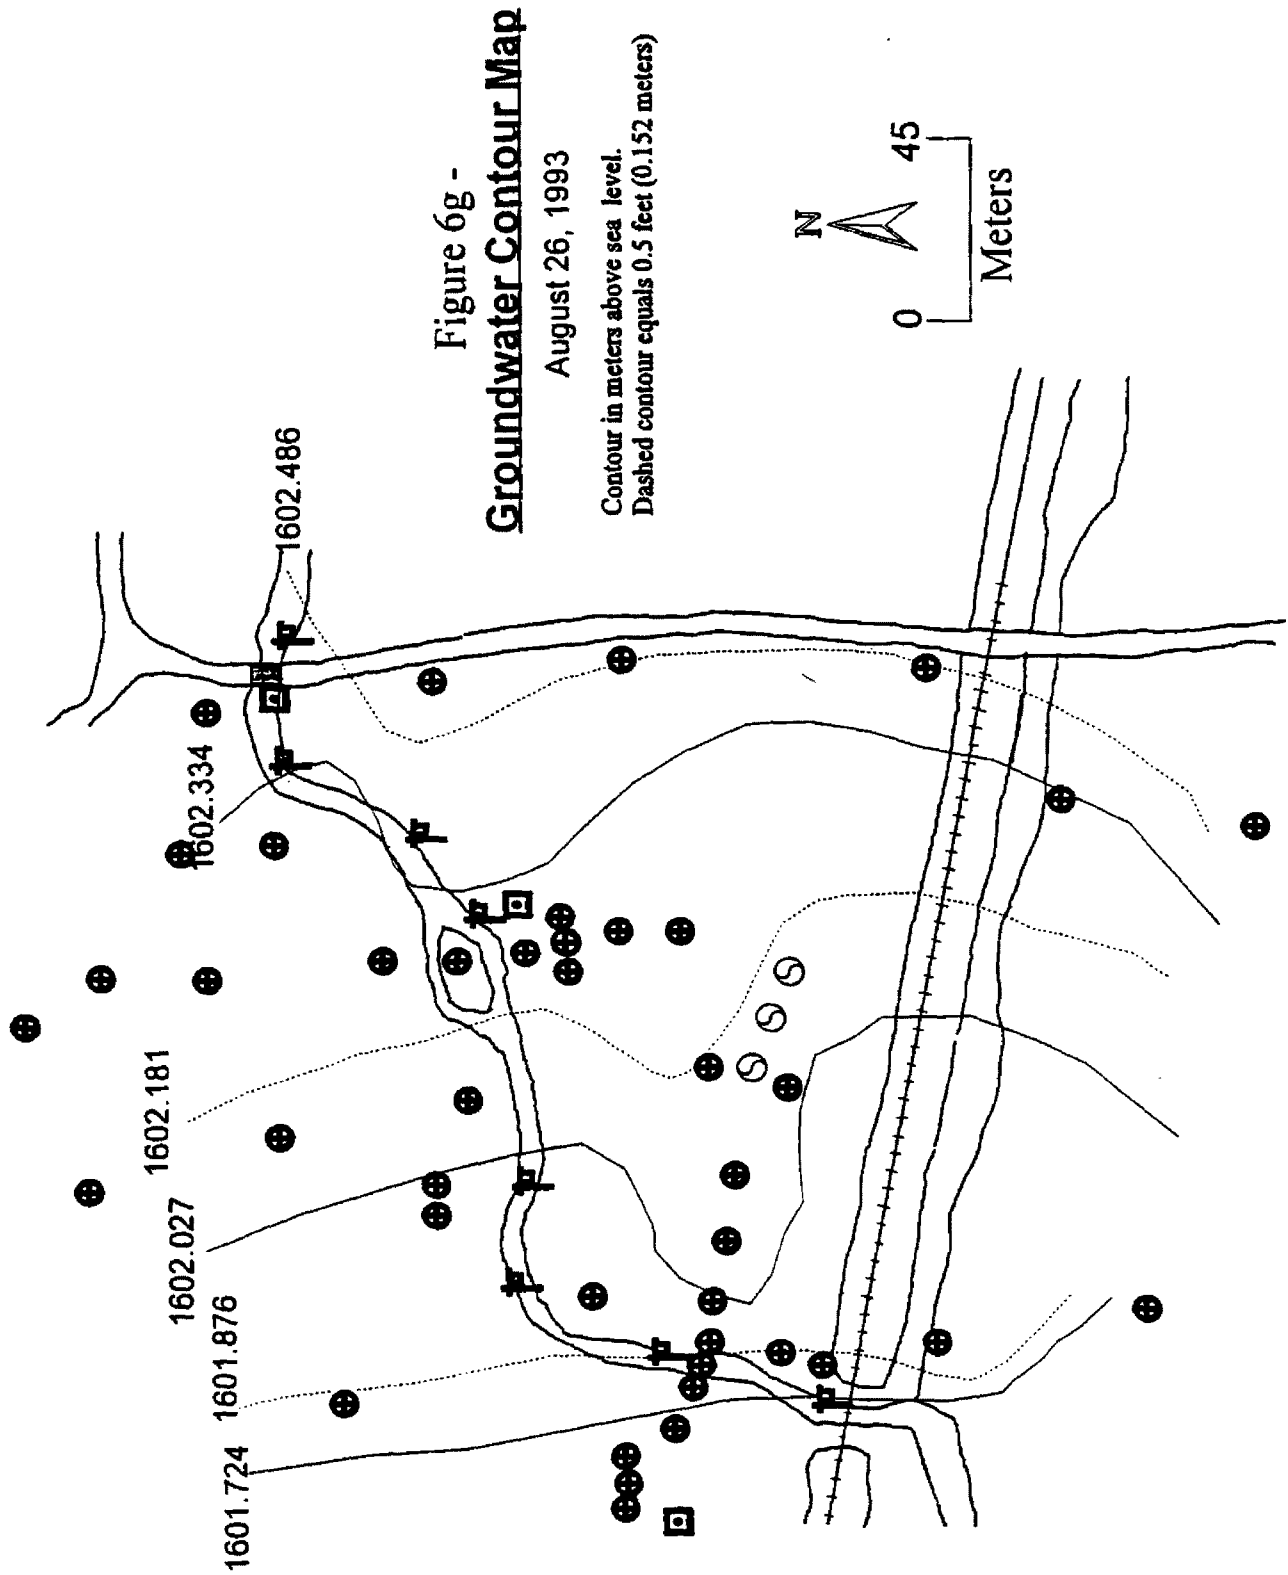 Figure 6g -
Groundwater Contour Map
August 26, 1993
Contour in meters above sea level.
Dashed contour equals 0.5 feet (0.152 meters)
N
0 45
Meters
1602.486
1602.334
1602.181
1602.027
1601.876
1601.724